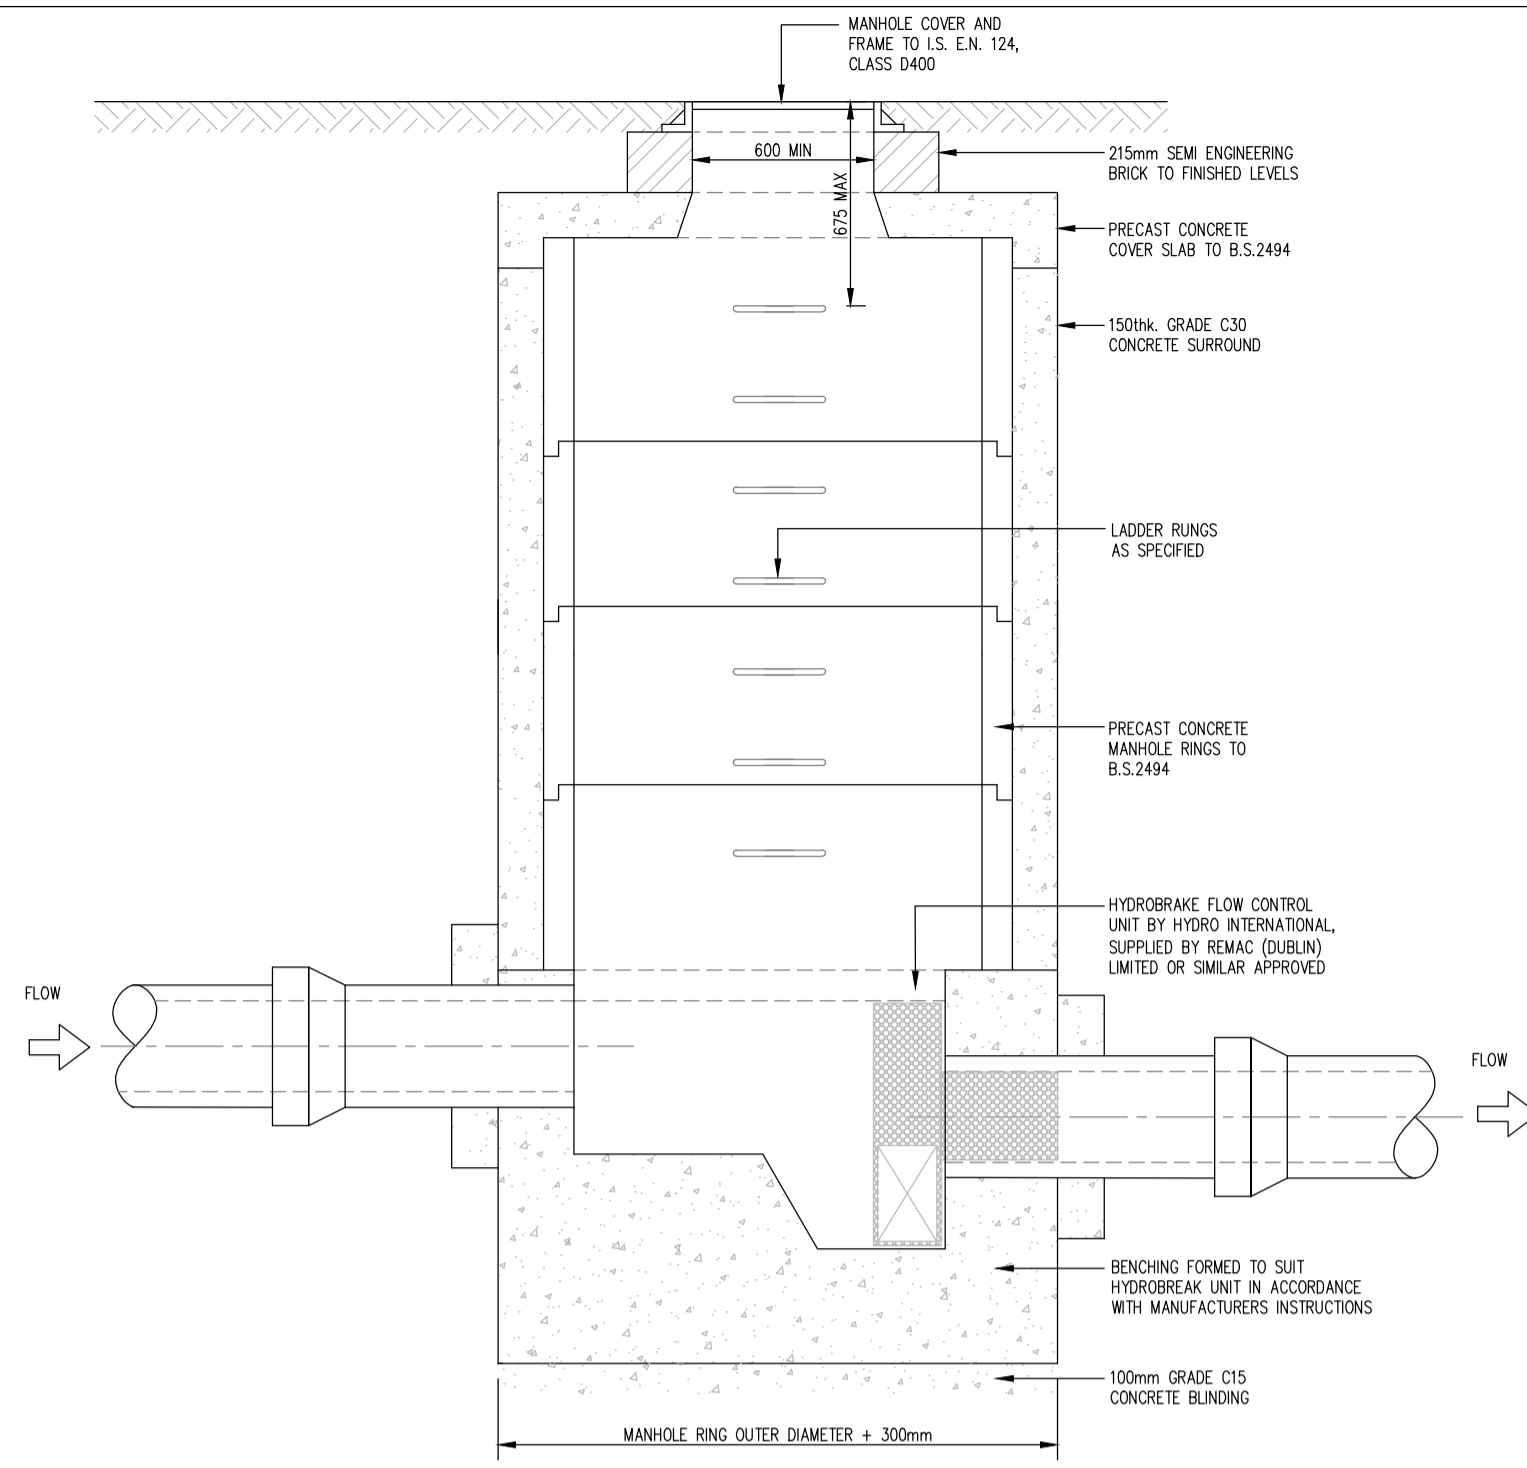 MANHOLE COVER AND
FRAME TO I.S. E.N. 124,
CLASS D400
600 MIN
675 MAX
215mm SEMI ENGINEERING
BRICK TO FINISHED LEVELS
PRECAST CONCRETE
COVER SLAB TO B.S.2494
150thk. GRADE C30
CONCRETE SURROUND
LADDER RUNGS
AS SPECIFIED
PRECAST CONCRETE
MANHOLE RINGS TO
B.S.2494
HYDROBRAKE FLOW CONTROL
UNIT BY HYDRO INTERNATIONAL,
SUPPLIED BY REMAC (DUBLIN)
LIMITED OR SIMILAR APPROVED
FLOW
FLOW
BENCHING FORMED TO SUIT
HYDROBREAK UNIT IN ACCORDANCE
WITH MANUFACTURERS INSTRUCTIONS
100mm GRADE C15
CONCRETE BLINDING
MANHOLE RING OUTER DIAMETER + 300mm